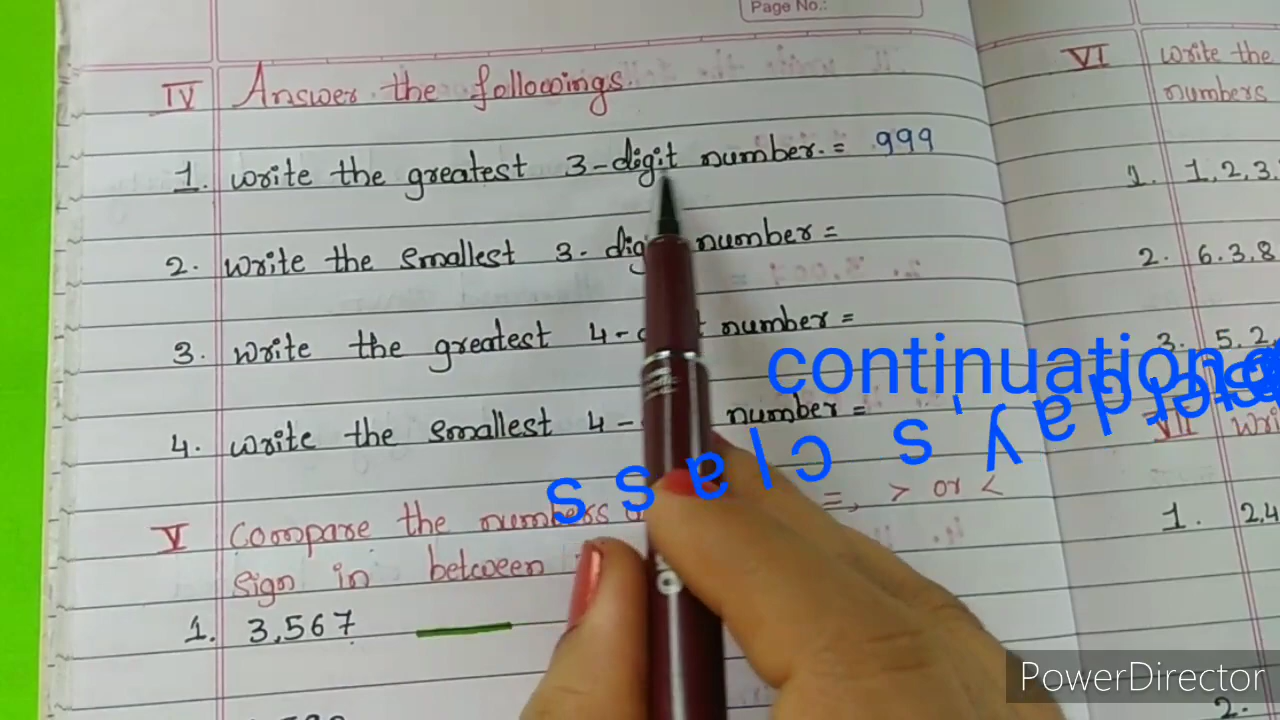 Page No.:
IV Answer the followings
1. Write the greatest 3-digit number. = 999
2. Write the smallest 3- dig number =
3. Write the greatest 4- number =
4. Write the smallest 4- number =
V Compare the numbers =, > or <
Sign in between
1. 3,567
VI Write the
numbers
1. 1,2,3.
2. 6.3.8
3. 5.2
VII Wri
1. 2,4
2.
continuation
day's class
PowerDirector